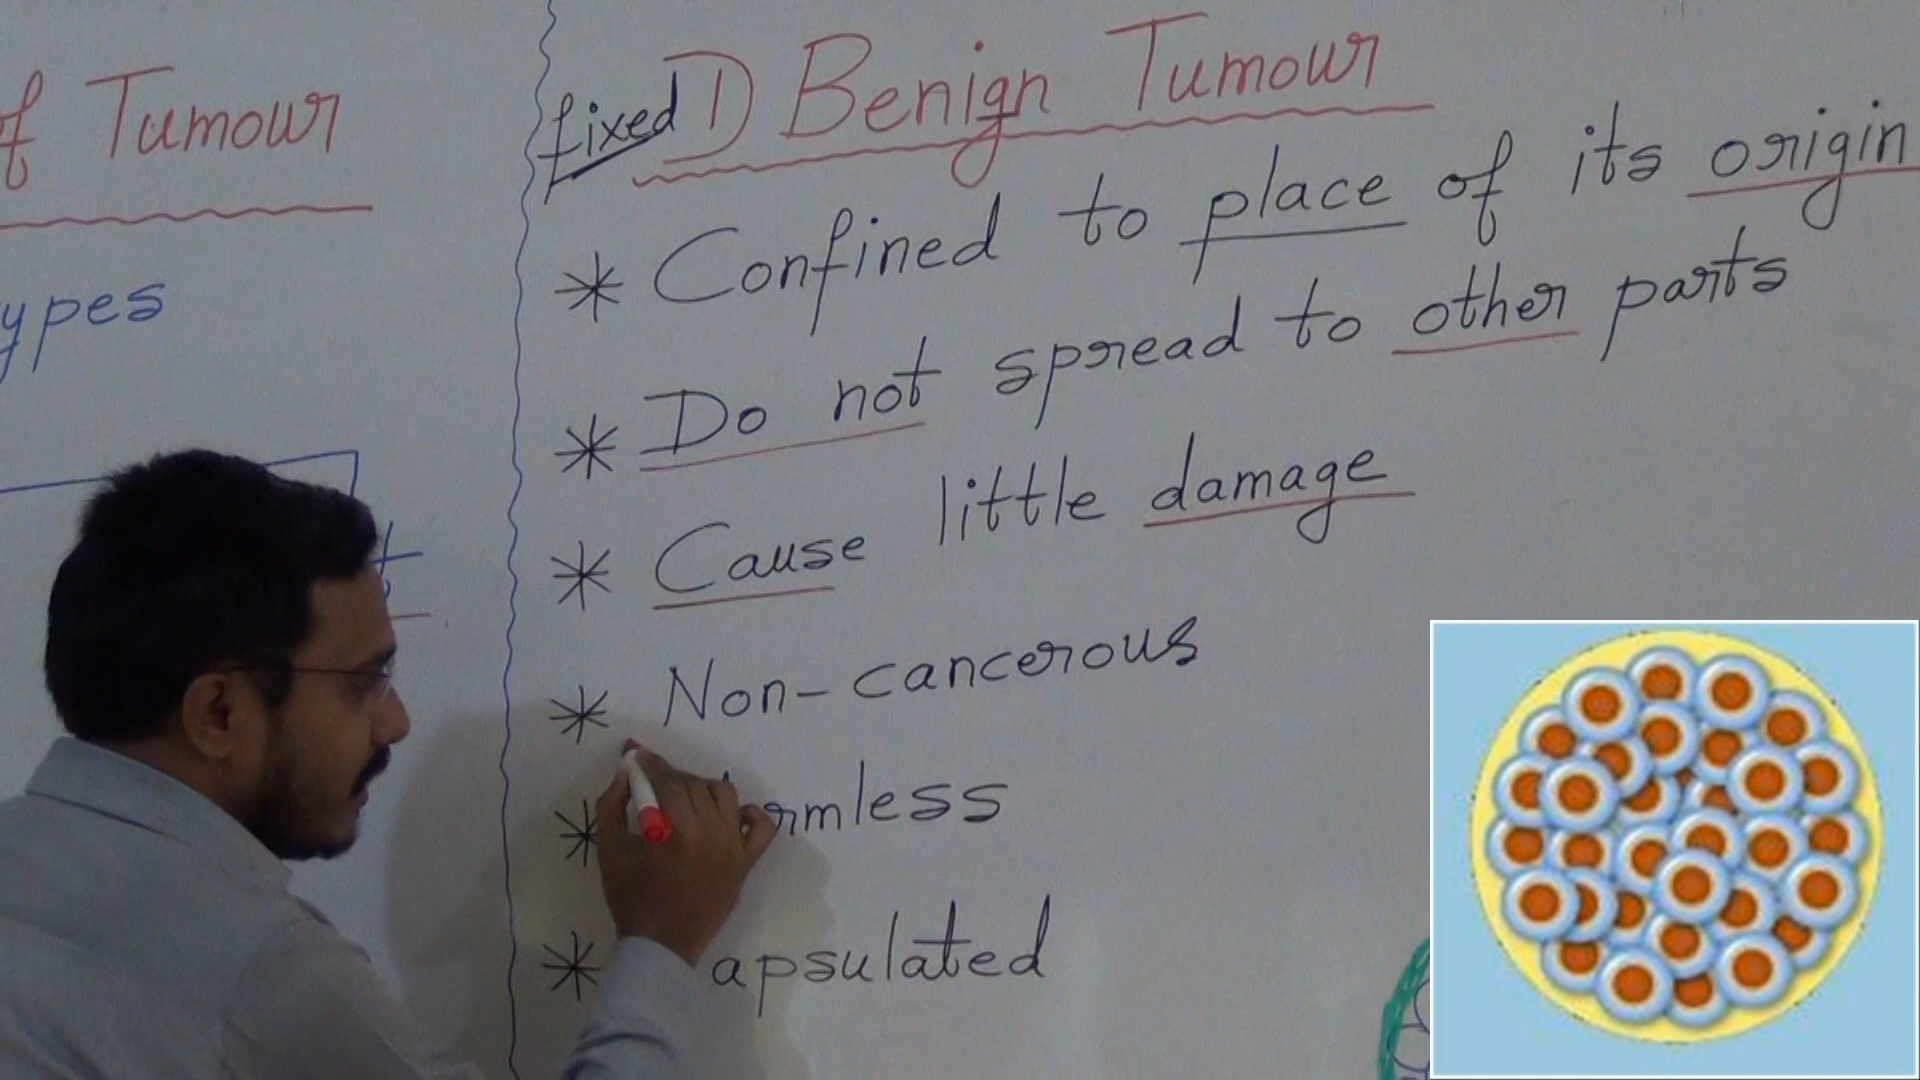 of Tumour
ypes
fixed 1) Benign Tumour
* Confined to place of its origin
* Do not spread to other parts
* Cause little damage
* Non-cancerous
* rmless
* apsulated